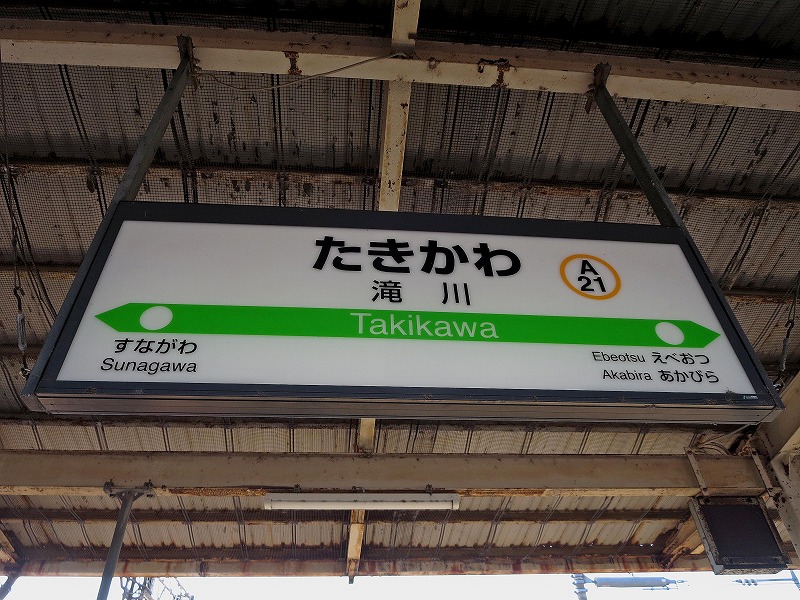 たきかわ
滝 川
A
21
Takikawa
すながわ
Sunagawa
Ebeotsu えべおつ
Akabira あかびら